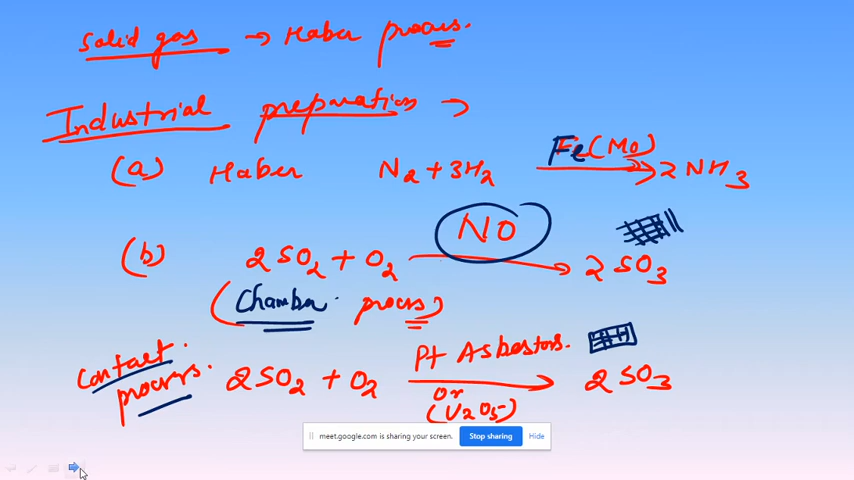 Solid gas → Haber process.
Industrial preparation →
(a) Haber N2 + 3H2 Fe(Mo) → 2NH3
(b) 2SO2 + O2 NO → 2SO3
(Chamber process)
Contact process. 2SO2 + O2 Pt Asbestors. → 2SO3
Or
(V2O5)
meet.google.com is sharing your screen. Stop sharing Hide